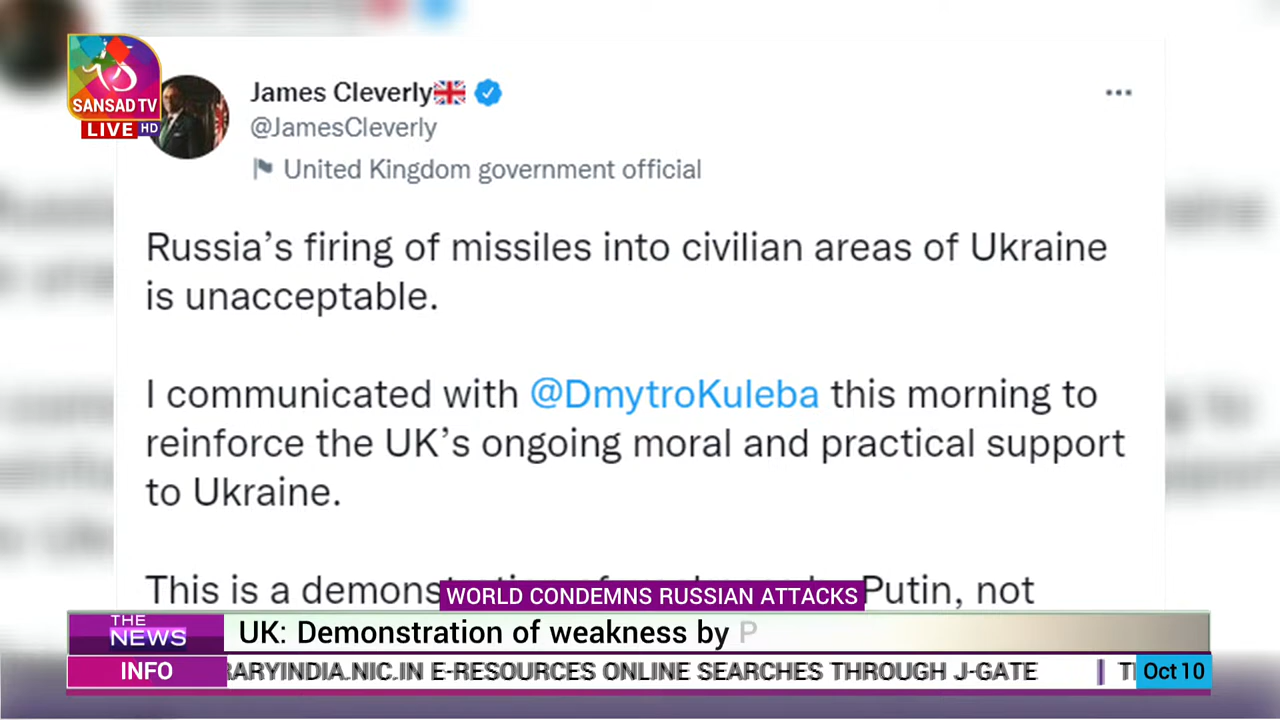 SANSAD TV
LIVE HD
James Cleverly
@JamesCleverly
United Kingdom government official
Russia’s firing of missiles into civilian areas of Ukraine
is unacceptable.
I communicated with @DmytroKuleba this morning to
reinforce the UK’s ongoing moral and practical support
to Ukraine.
This is a Putin, not
WORLD CONDEMNS RUSSIAN ATTACKS
THE NEWS
UK: Demonstration of weakness by P
INFO
RARYINDIA.NIC.IN E-RESOURCES ONLINE SEARCHES THROUGH J-GATE
Oct 10